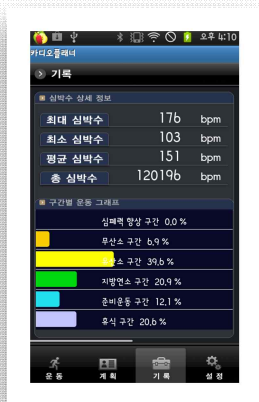 오후 4:10
카디오플래너
기록
심박수 상세 정보
최대 심박수 176 bpm
최소 심박수 103 bpm
평균 심박수 151 bpm
총 심박수 120196 bpm
구간별 운동 그래프
심폐력 향상 구간 0.0 %
무산소 구간 6.9 %
구간 39.6 %
지방연소 구간 20.9 %
준비운동 구간 12.1 %
휴식 구간 20.6 %
운동 계획 기록 설정